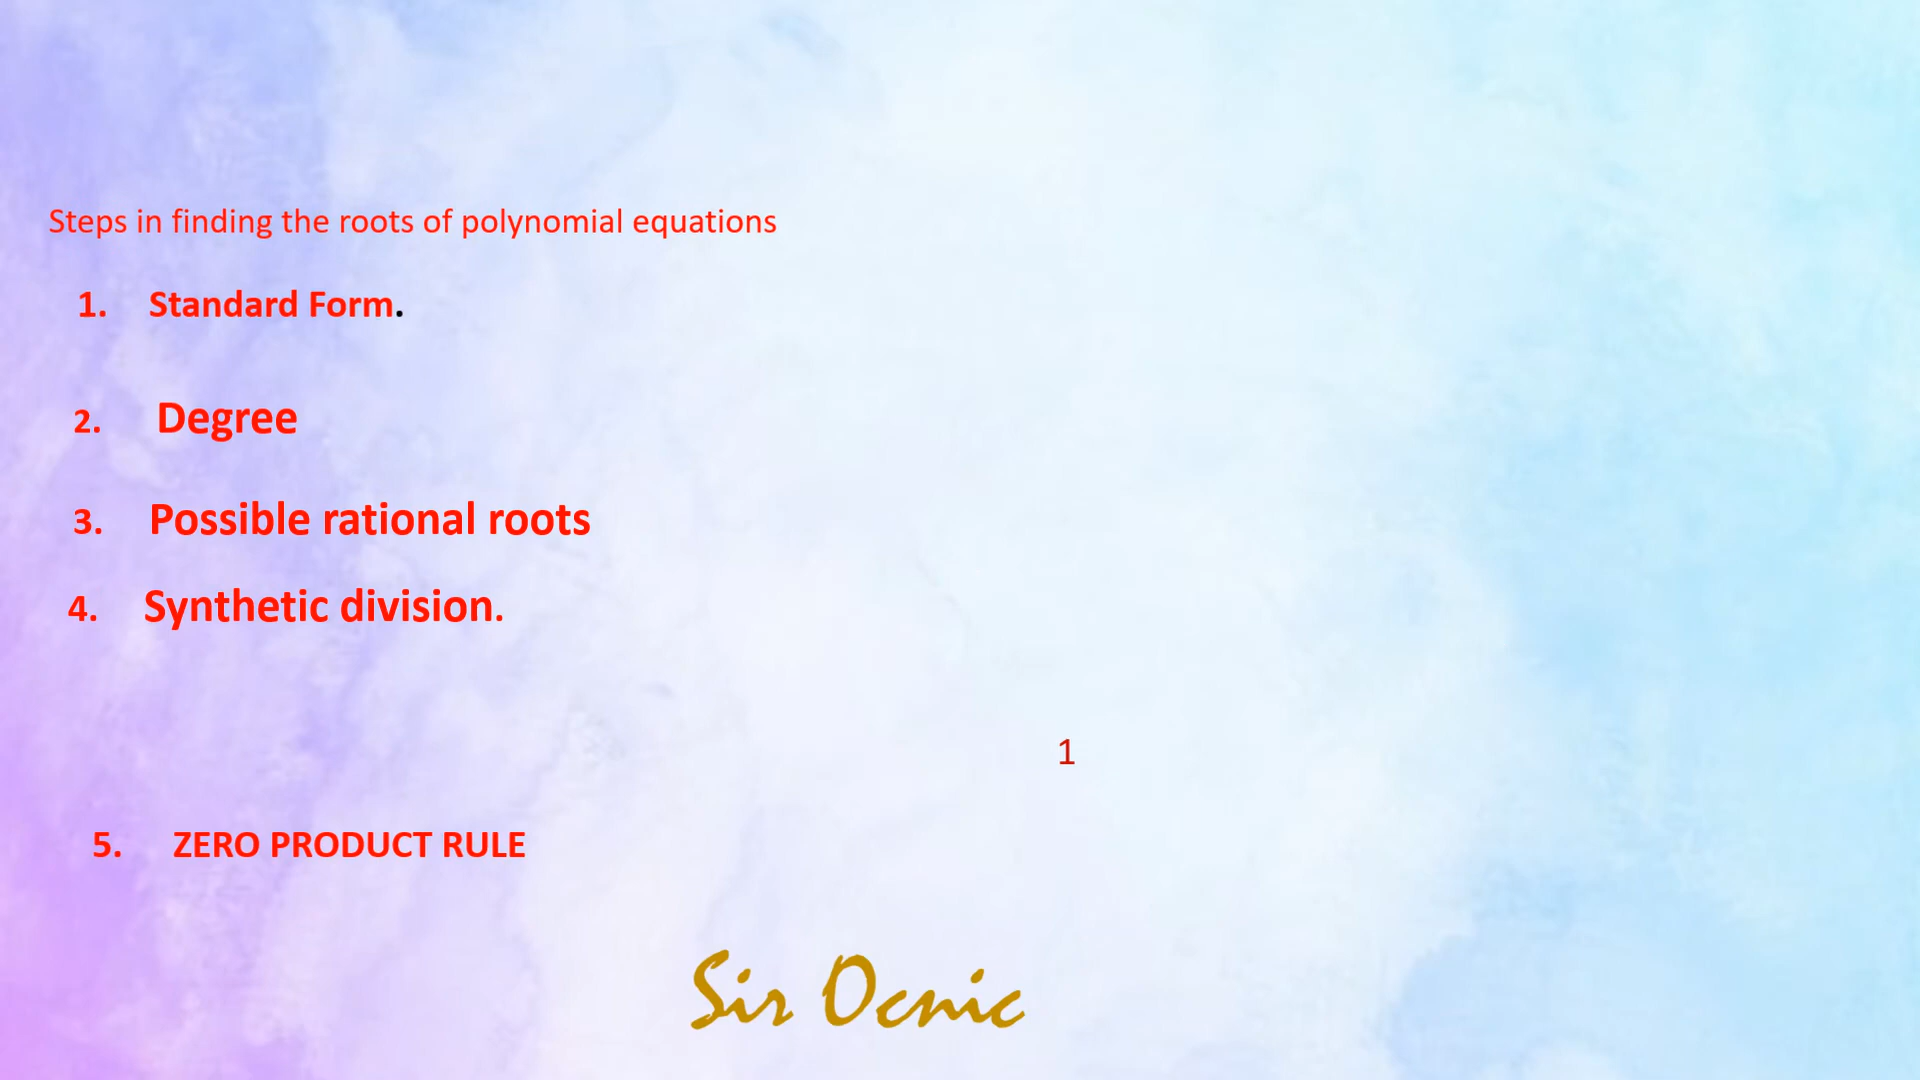 Steps in finding the roots of polynomial equations
1. Standard Form.
2. Degree
3. Possible rational roots
4. Synthetic division.
1
5. ZERO PRODUCT RULE
Sir Ocnic